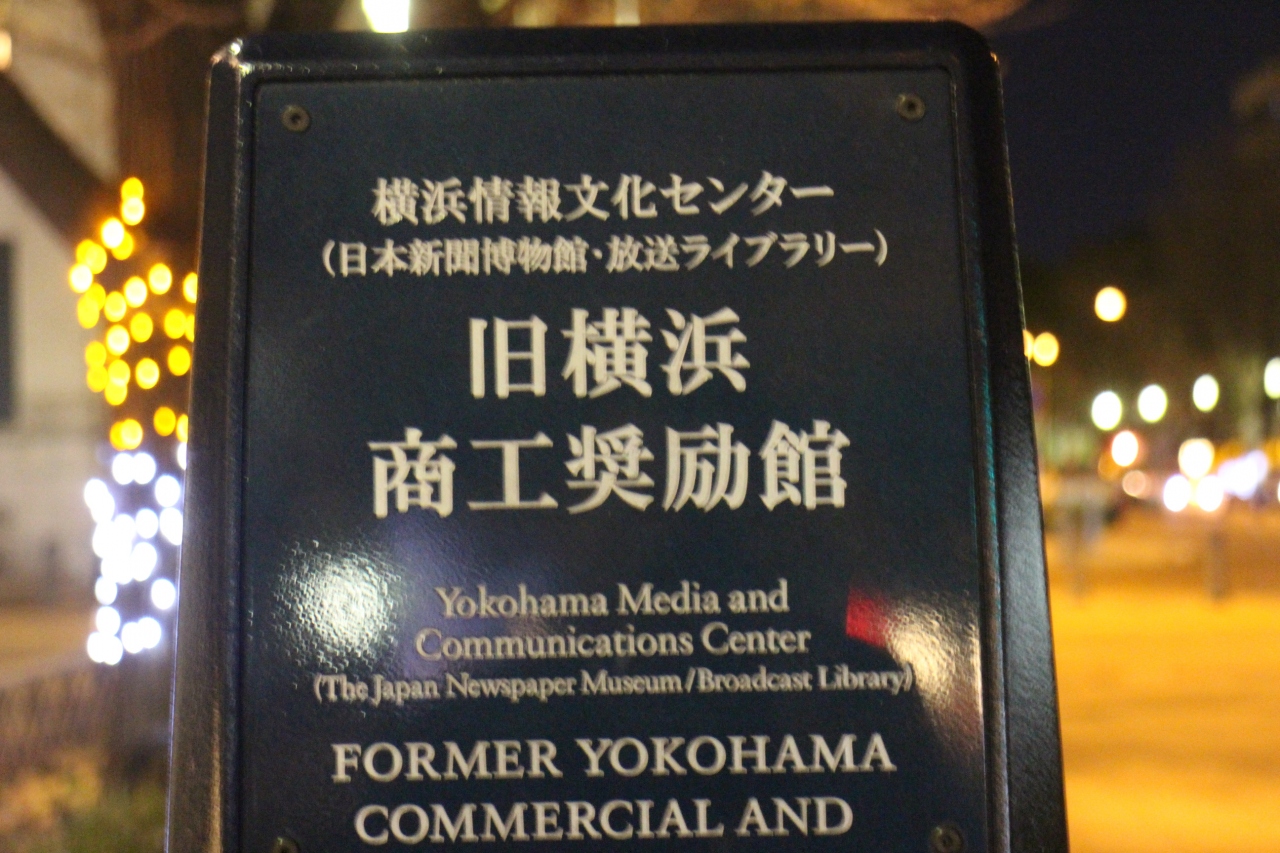 横浜情報文化センター
（日本新聞博物館・放送ライブラリー）
旧横浜
商工奨励館
Yokohama Media and
Communications Center
(The Japan Newspaper Museum/Broadcast Library)
FORMER YOKOHAMA
COMMERCIAL AND